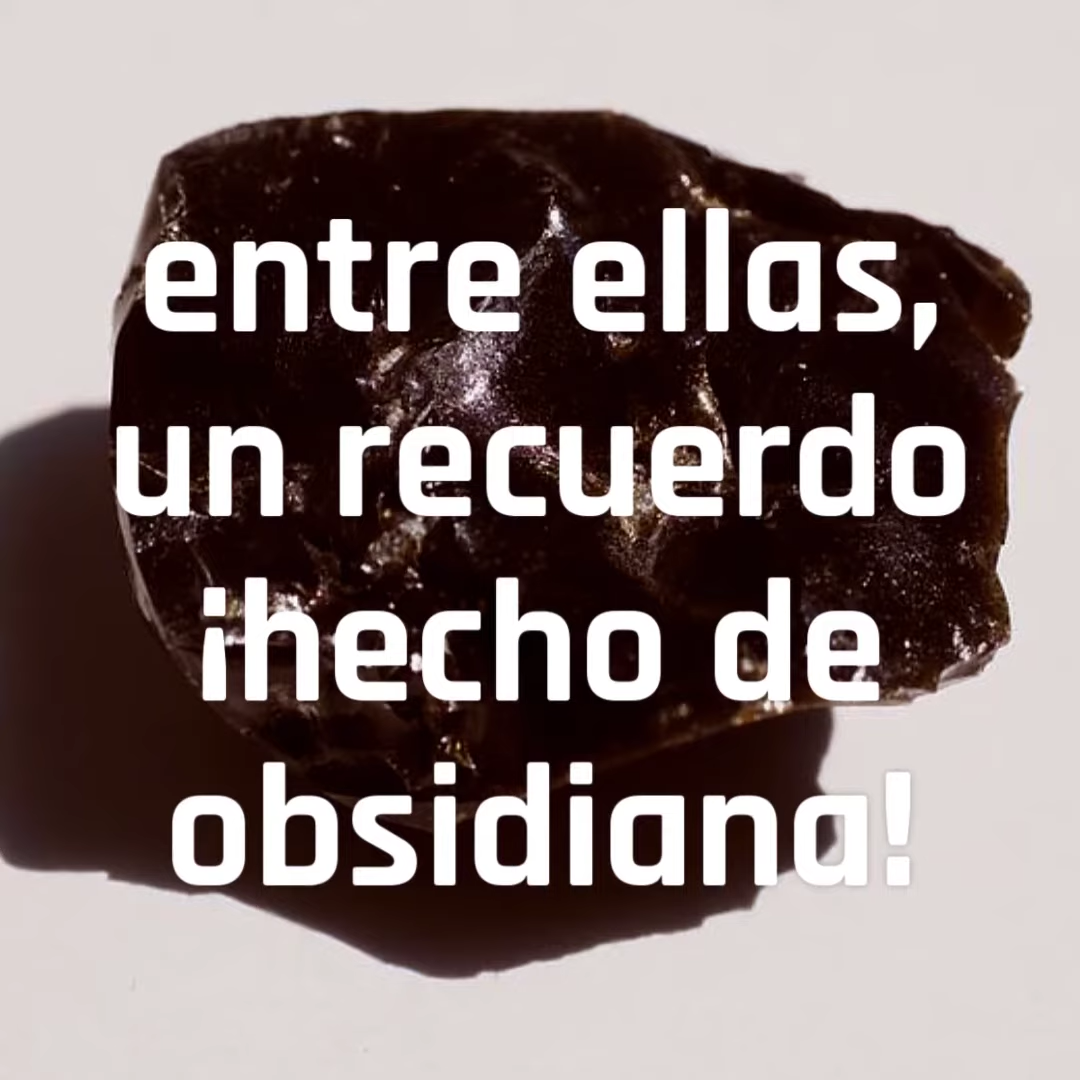 entre ellas,
un recuerdo
¡hecho de
obsidiana!